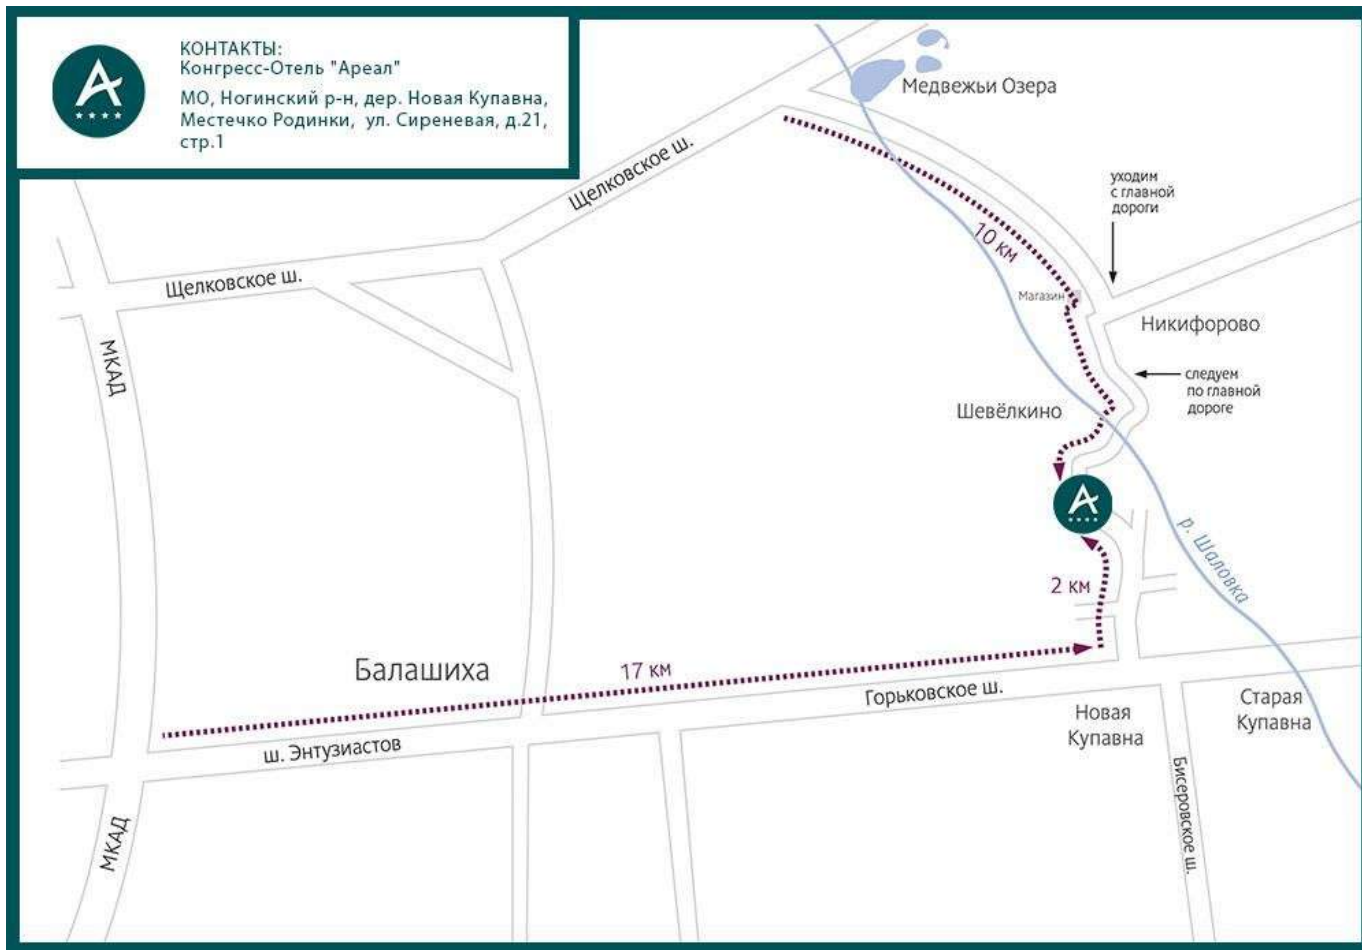 КОНТАКТЫ:
Конгресс-Отель "Ареал"
МО, Ногинский р-н, дер. Новая Купавна,
Местечко Родинки, ул. Сиреневая, д.21,
стр.1
Медвежьи Озера
Щелковское ш.
уходим
с главной
дороги
10 км
Щелковское ш.
Магазин
Никифорово
МКАД
следуем
по главной
дороге
Шевёлкино
р. Шаловка
2 км
Балашиха
17 км
Горьковское ш.
Старая
Купавна
Новая
Купавна
ш. Энтузиастов
Бисеровское ш.
МКАД